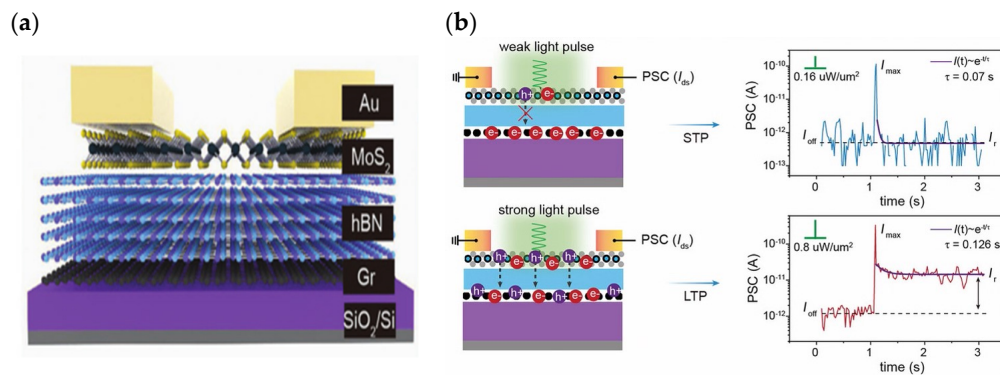 (a)
Au
MoS₂
hBN
Gr
SiO₂/Si
(b)
weak light pulse
PSC (Ids)
h+ e-
e- e- e- e- e-
STP
PSC (A)
10⁻¹⁰
10⁻¹²
10⁻¹³
0.16 uW/um²
Imax
I(t)~e-t/τ
τ = 0.07 s
Ioff
Ir
0 1 2 3
time (s)
strong light pulse
PSC (Ids)
h+ e- h+ e- h+ e-
h+ e- h+ e- h+ e- h+
LTP
PSC (A)
10⁻¹⁰
10⁻¹¹
10⁻¹²
0.8 uW/um²
Imax
I(t)~e-t/τ
τ = 0.126 s
Ir
Ioff
0 1 2 3
time (s)